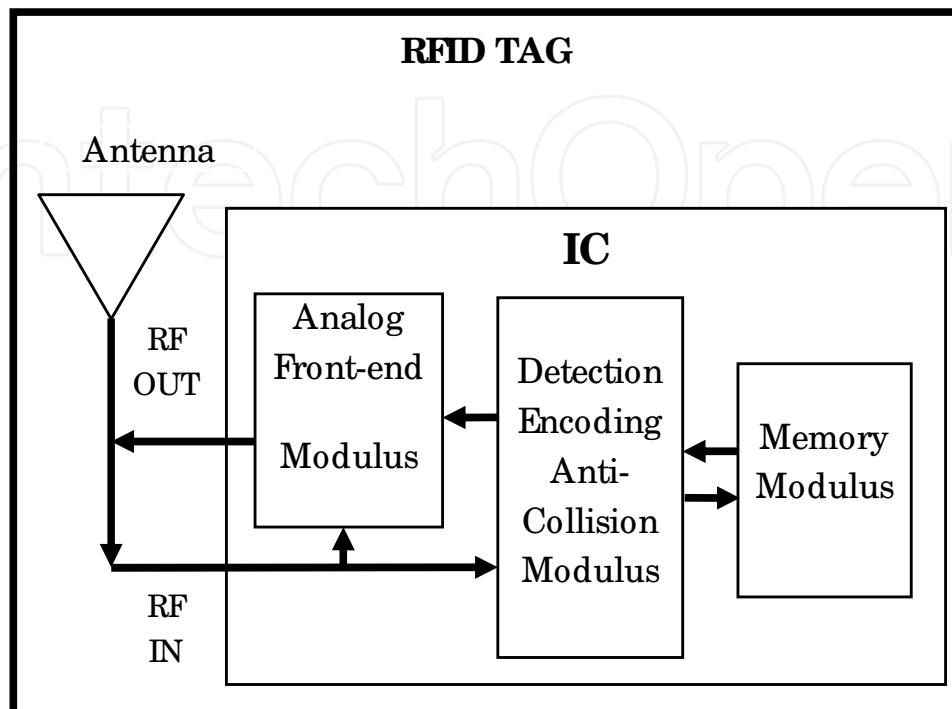 RFID TAG
Antenna
IC
RF
OUT
Analog
Front-end
Modulus
Detection
Encoding
Anti-
Collision
Modulus
Memory
Modulus
RF
IN
ntechOpe